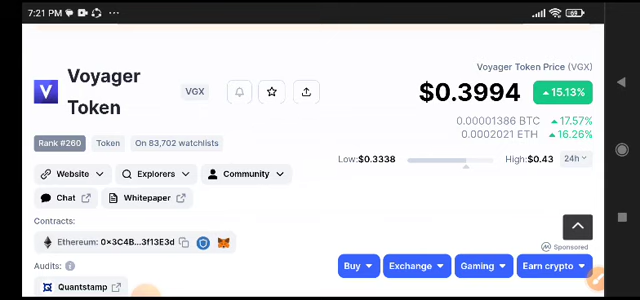 7:21 PM
69
Voyager Token Price (VGX)
Voyager
Token
VGX
$0.3994
15.13%
0.00001386 BTC
17.57%
0.0002021 ETH
16.26%
Rank #260
Token
On 83,702 watchlists
Low:$0.3338
High:$0.43
24h
Website
Explorers
Community
Chat
Whitepaper
Contracts:
Ethereum: 0x3C4B...3f13E3d
Sponsored
Buy
Exchange
Gaming
Earn crypto
Audits:
Quantstamp